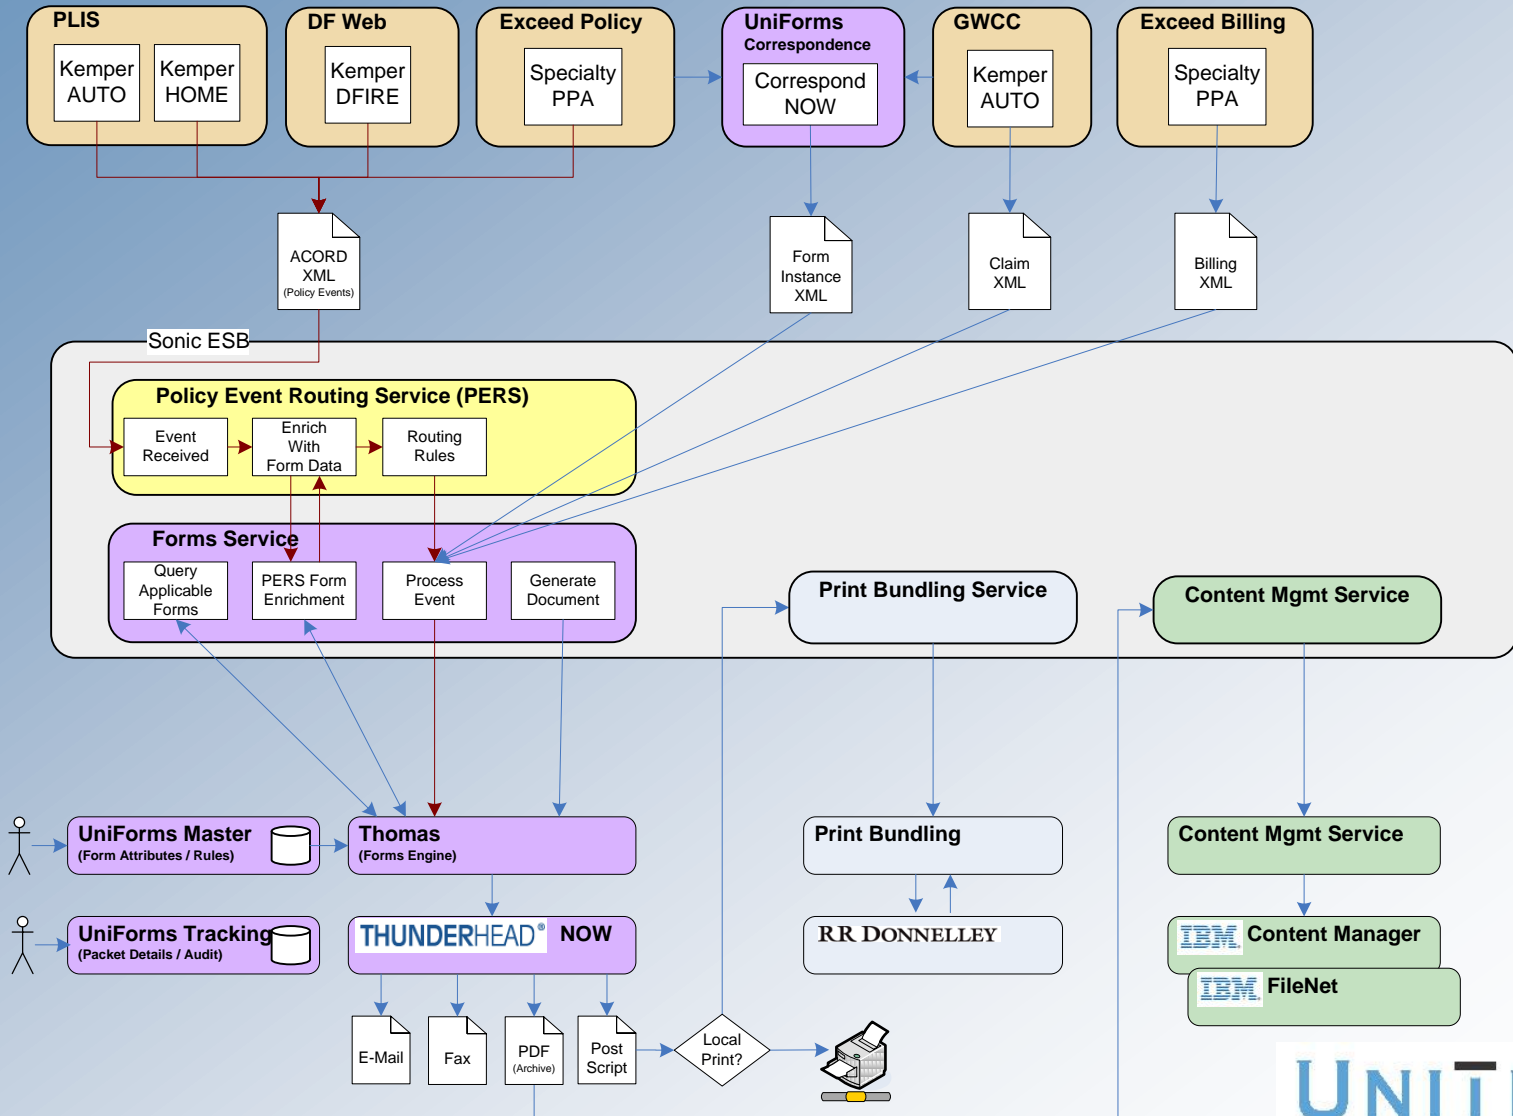 PLIS
Kemper
AUTO
Kemper
HOME
DF Web
Kemper
DFIRE
Exceed Policy
Specialty
PPA
UniForms
Correspondence
Correspond
NOW
GWCC
Kemper
AUTO
Exceed Billing
Specialty
PPA
ACORD
XML
(Policy Events)
Form
Instance
XML
Claim
XML
Billing
XML
Sonic ESB
Policy Event Routing Service (PERS)
Event
Received
Enrich
With
Form Data
Routing
Rules
Forms Service
Query
Applicable
Forms
PERS Form
Enrichment
Process
Event
Generate
Document
Print Bundling Service
Content Mgmt Service
UniForms Master
(Form Attributes / Rules)
Thomas
(Forms Engine)
Print Bundling
Content Mgmt Service
UniForms Tracking
(Packet Details / Audit)
THUNDERHEAD® NOW
RR DONNELLEY
IBM. Content Manager
IBM. FileNet
E-Mail
Fax
PDF
(Archive)
Post
Script
Local
Print?